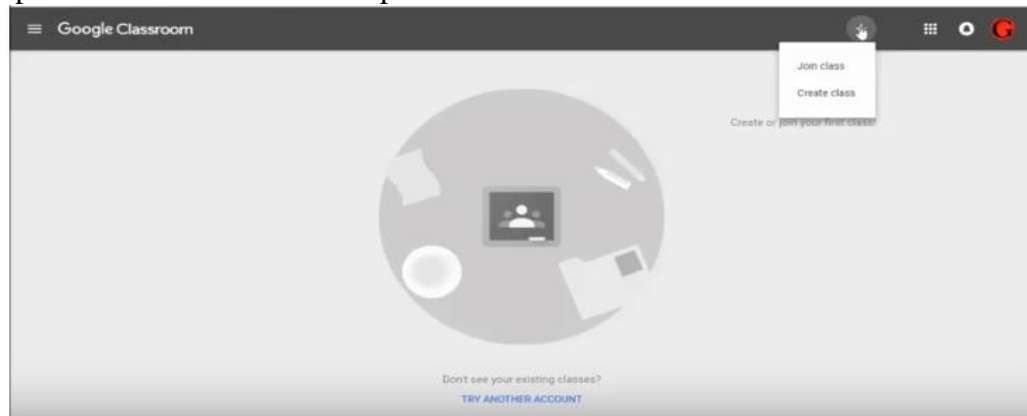 Google Classroom
G
Join class
Create class
Create or join your first class!
Don't see your existing classes?
TRY ANOTHER ACCOUNT